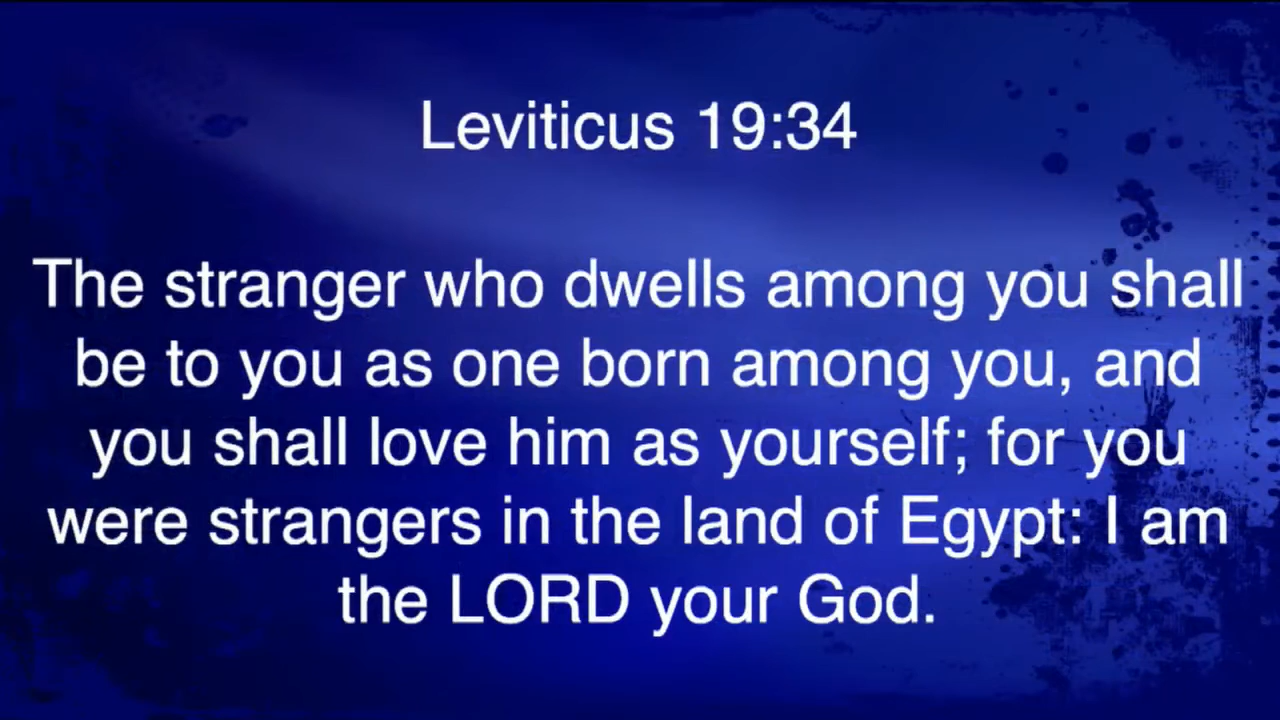 Leviticus 19:34
The stranger who dwells among you shall
be to you as one born among you, and
you shall love him as yourself; for you
were strangers in the land of Egypt: I am
the LORD your God.